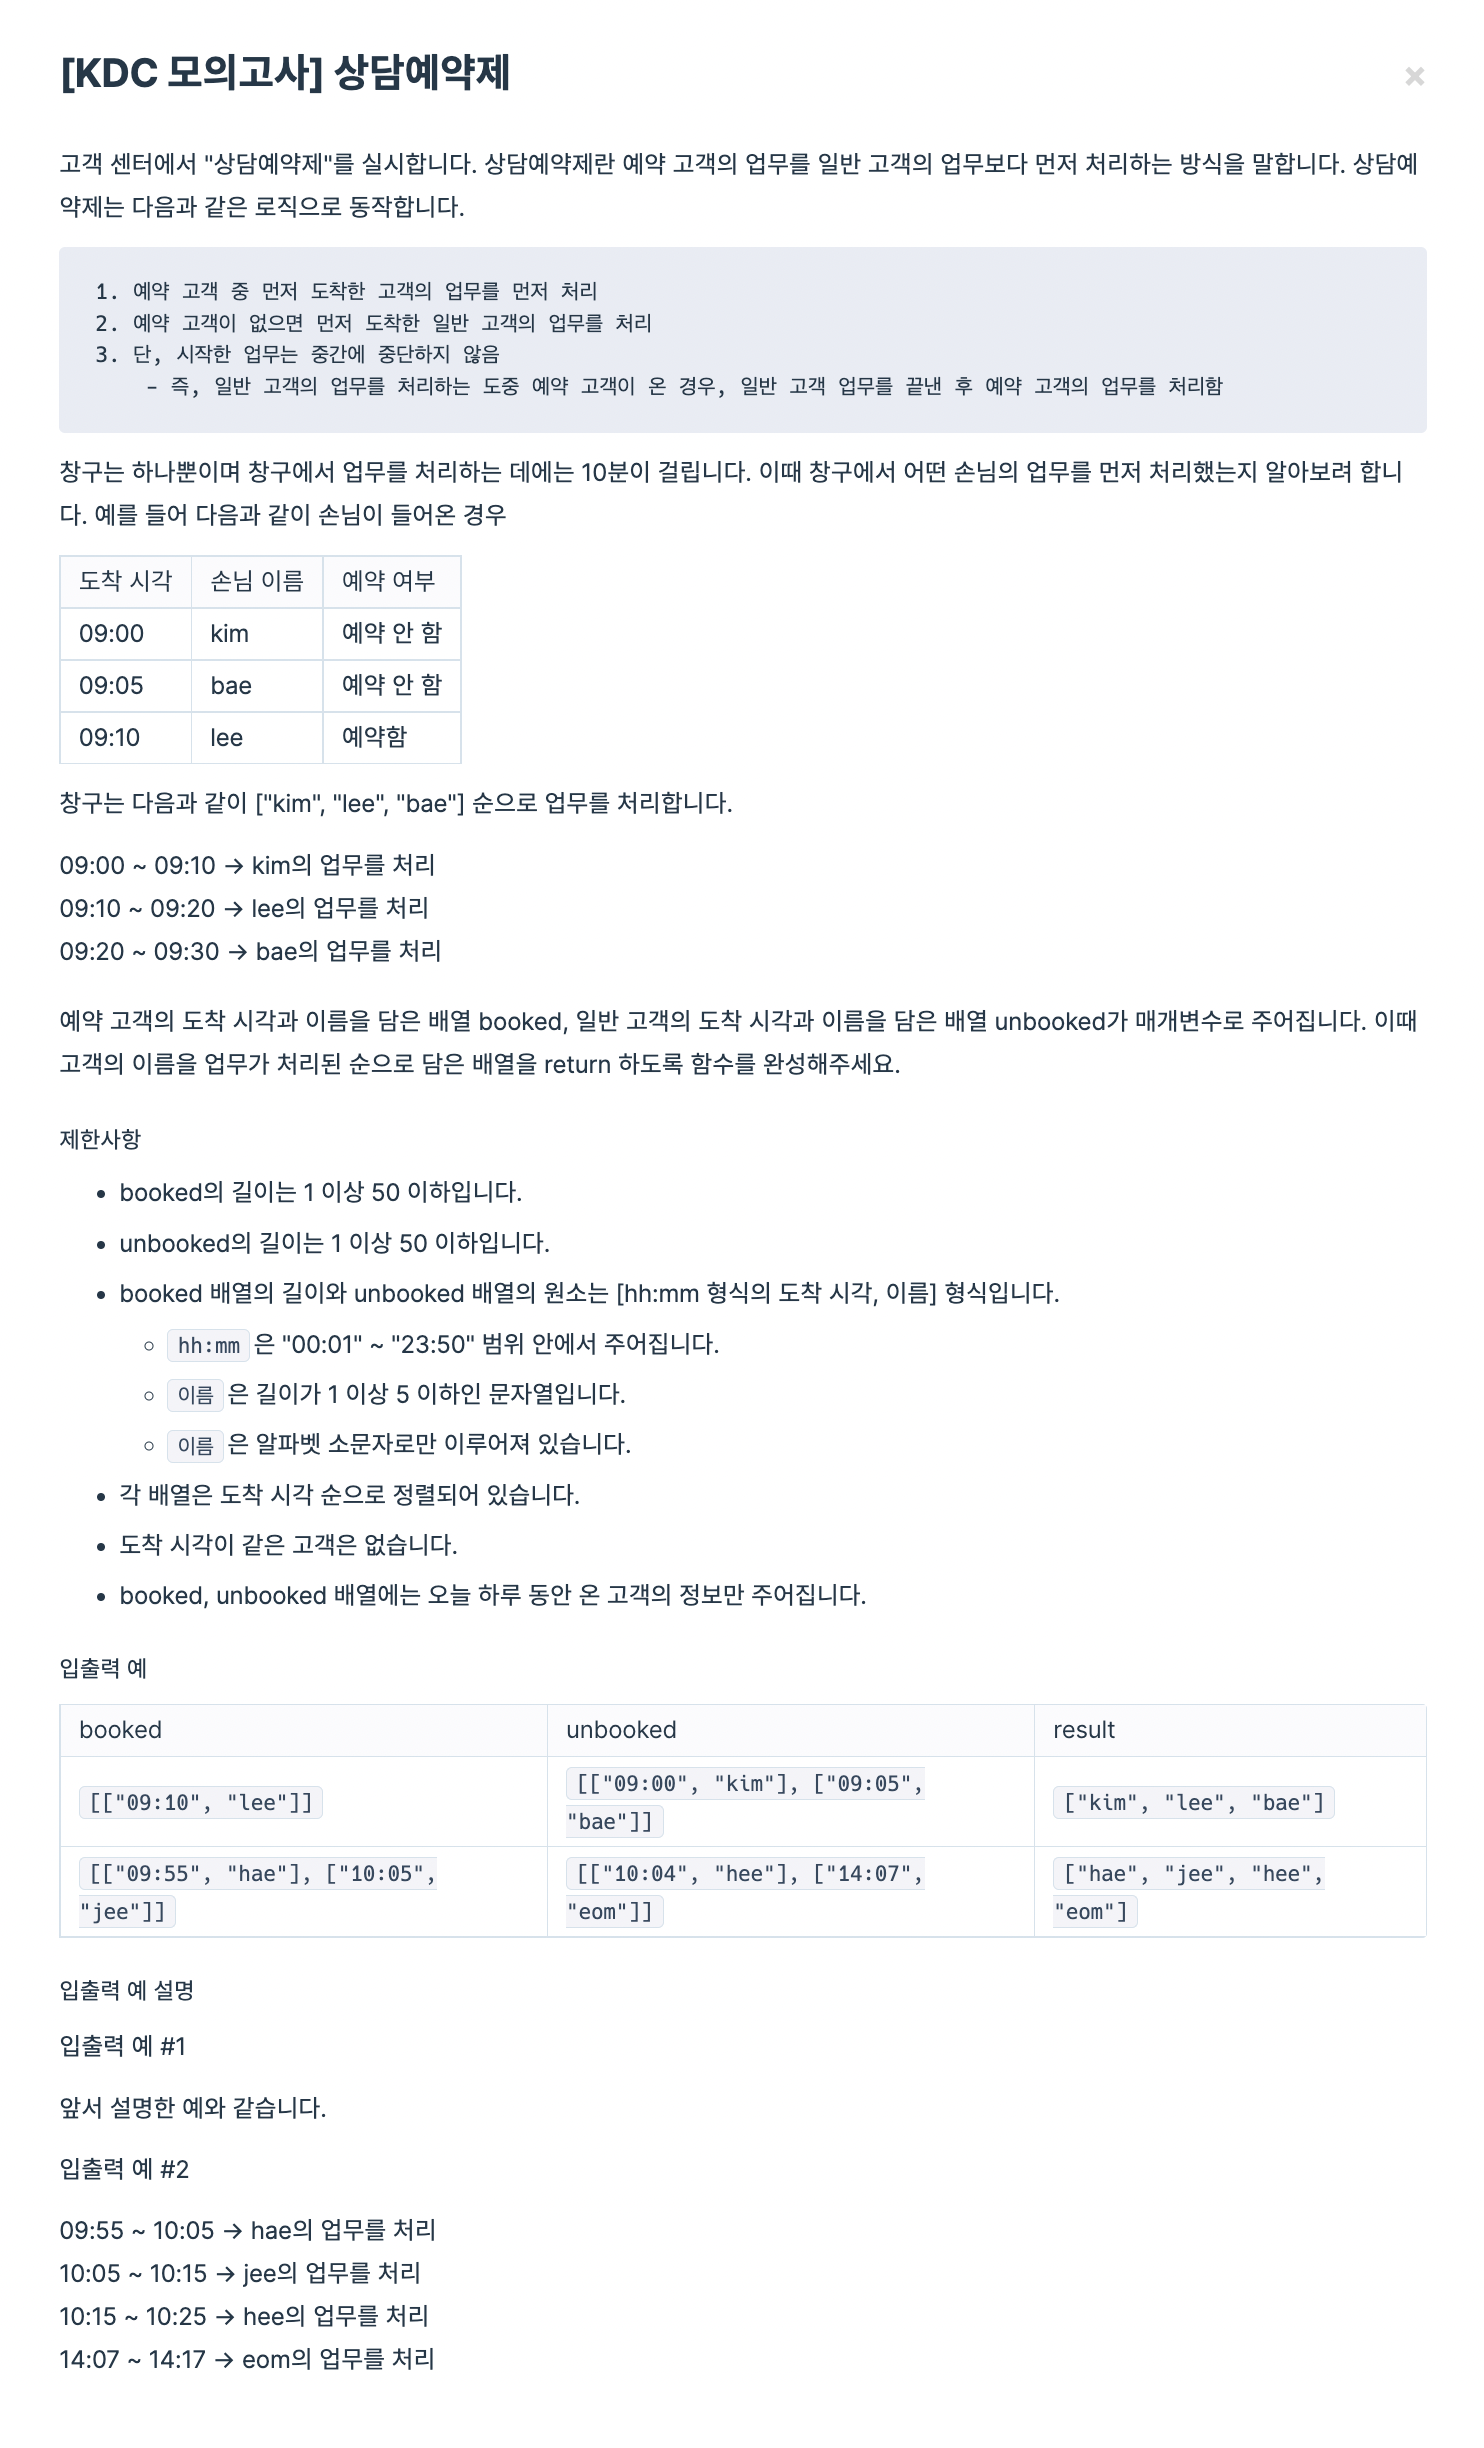 [KDC 모의고사] 상담예약제
×
고객 센터에서 "상담예약제"를 실시합니다. 상담예약제란 예약 고객의 업무를 일반 고객의 업무보다 먼저 처리하는 방식을 말합니다. 상담예
약제는 다음과 같은 로직으로 동작합니다.
1. 예약 고객 중 먼저 도착한 고객의 업무를 먼저 처리
2. 예약 고객이 없으면 먼저 도착한 일반 고객의 업무를 처리
3. 단, 시작한 업무는 중간에 중단하지 않음
- 즉, 일반 고객의 업무를 처리하는 도중 예약 고객이 온 경우, 일반 고객 업무를 끝낸 후 예약 고객의 업무를 처리함
창구는 하나뿐이며 창구에서 업무를 처리하는 데에는 10분이 걸립니다. 이때 창구에서 어떤 손님의 업무를 먼저 처리했는지 알아보려 합니
다. 예를 들어 다음과 같이 손님이 들어온 경우
도착 시각 손님 이름 예약 여부
09:00 kim 예약 안 함
09:05 bae 예약 안 함
09:10 lee 예약함
창구는 다음과 같이 ["kim", "lee", "bae"] 순으로 업무를 처리합니다.
09:00 ~ 09:10 → kim의 업무를 처리
09:10 ~ 09:20 → lee의 업무를 처리
09:20 ~ 09:30 → bae의 업무를 처리
예약 고객의 도착 시각과 이름을 담은 배열 booked, 일반 고객의 도착 시각과 이름을 담은 배열 unbooked가 매개변수로 주어집니다. 이때
고객의 이름을 업무가 처리된 순으로 담은 배열을 return 하도록 함수를 완성해주세요.
제한사항
• booked의 길이는 1 이상 50 이하입니다.
• unbooked의 길이는 1 이상 50 이하입니다.
• booked 배열의 길이와 unbooked 배열의 원소는 [hh:mm 형식의 도착 시각, 이름] 형식입니다.
◦ hh:mm 은 "00:01" ~ "23:50" 범위 안에서 주어집니다.
◦ 이름 은 길이가 1 이상 5 이하인 문자열입니다.
◦ 이름 은 알파벳 소문자로만 이루어져 있습니다.
• 각 배열은 도착 시각 순으로 정렬되어 있습니다.
• 도착 시각이 같은 고객은 없습니다.
• booked, unbooked 배열에는 오늘 하루 동안 온 고객의 정보만 주어집니다.
입출력 예
booked unbooked result
[["09:10", "lee"]] [["09:00", "kim"], ["09:05", "bae"]] ["kim", "lee", "bae"]
[["09:55", "hae"], ["10:05", "jee"]] [["10:04", "hee"], ["14:07", "eom"]] ["hae", "jee", "hee", "eom"]
입출력 예 설명
입출력 예 #1
앞서 설명한 예와 같습니다.
입출력 예 #2
09:55 ~ 10:05 → hae의 업무를 처리
10:05 ~ 10:15 → jee의 업무를 처리
10:15 ~ 10:25 → hee의 업무를 처리
14:07 ~ 14:17 → eom의 업무를 처리